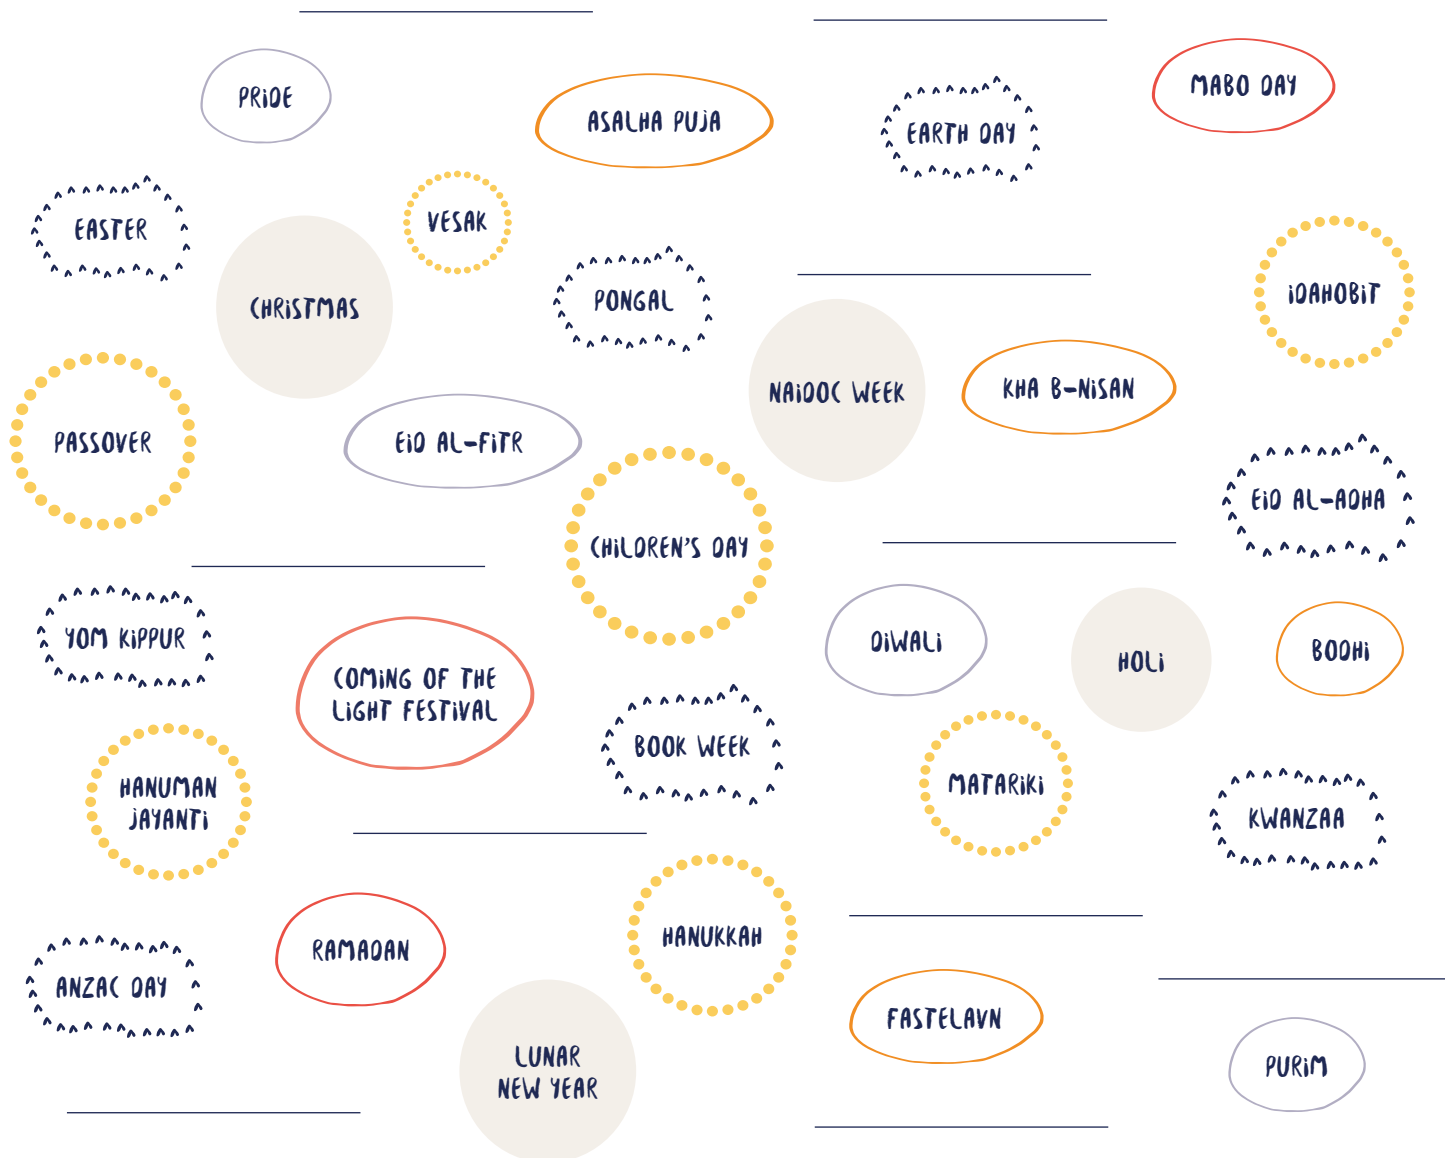 PRIDE
ASALHA PUJA
EARTH DAY
MABO DAY
EASTER
VESAK
CHRISTMAS
PONGAL
IDAHOBIT
NAIDOC WEEK
KHA B-NISAN
PASSOVER
EID AL-FITR
EID AL-ADHA
CHILDREN'S DAY
YOM KIPPUR
COMING OF THE
LIGHT FESTIVAL
DIWALI
HOLI
BODHI
BOOK WEEK
HANUMAN
JAYANTI
MATARIKI
KWANZAA
RAMADAN
HANUKKAH
ANZAC DAY
LUNAR
NEW YEAR
FASTELAVN
PURIM